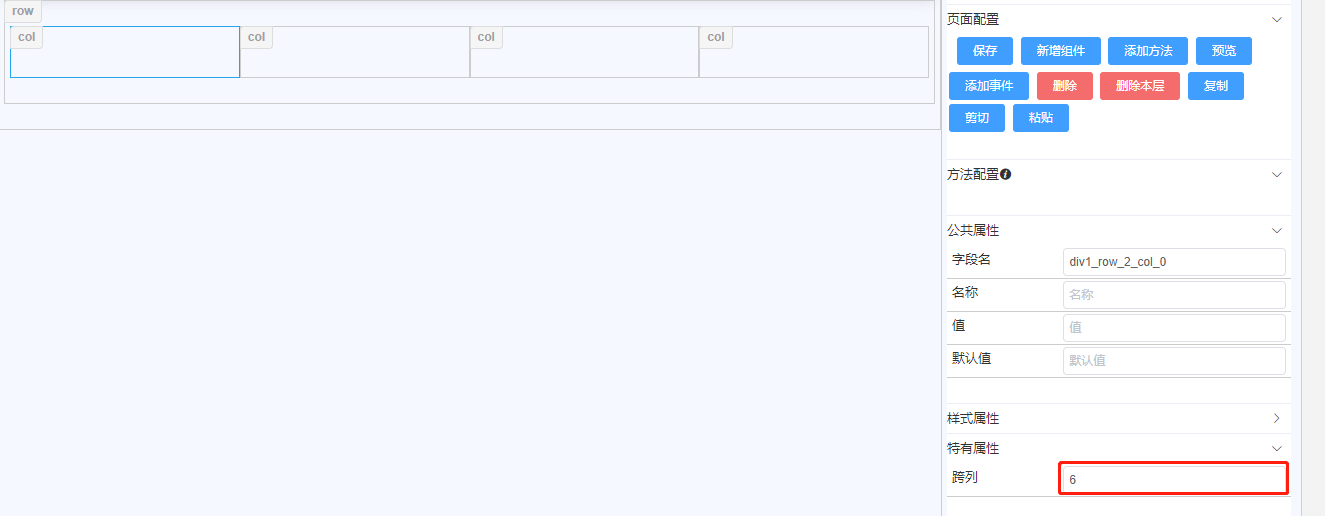 row
col col col col
页面配置
保存 新增组件 添加方法 预览
添加事件 删除 删除本层 复制
剪切 粘贴
方法配置
公共属性
字段名 div1_row_2_col_0
名称 名称
值 值
默认值 默认值
样式属性
特有属性
跨列 6